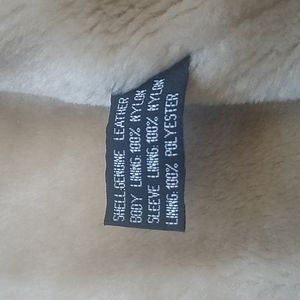 SHELL:GENUINE LEATHER
BODY LINING:100% NYLON
SLEEVE LINING:100% NYLON
LINING:100% POLYESTER